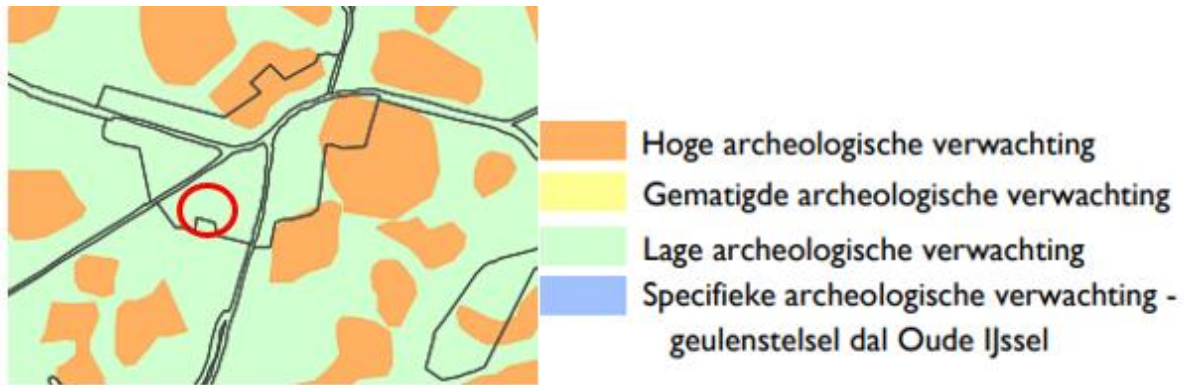 Hoge archeologische verwachting
Gematigde archeologische verwachting
Lage archeologische verwachting
Specifieke archeologische verwachting -
geulenstelsel dal Oude IJssel